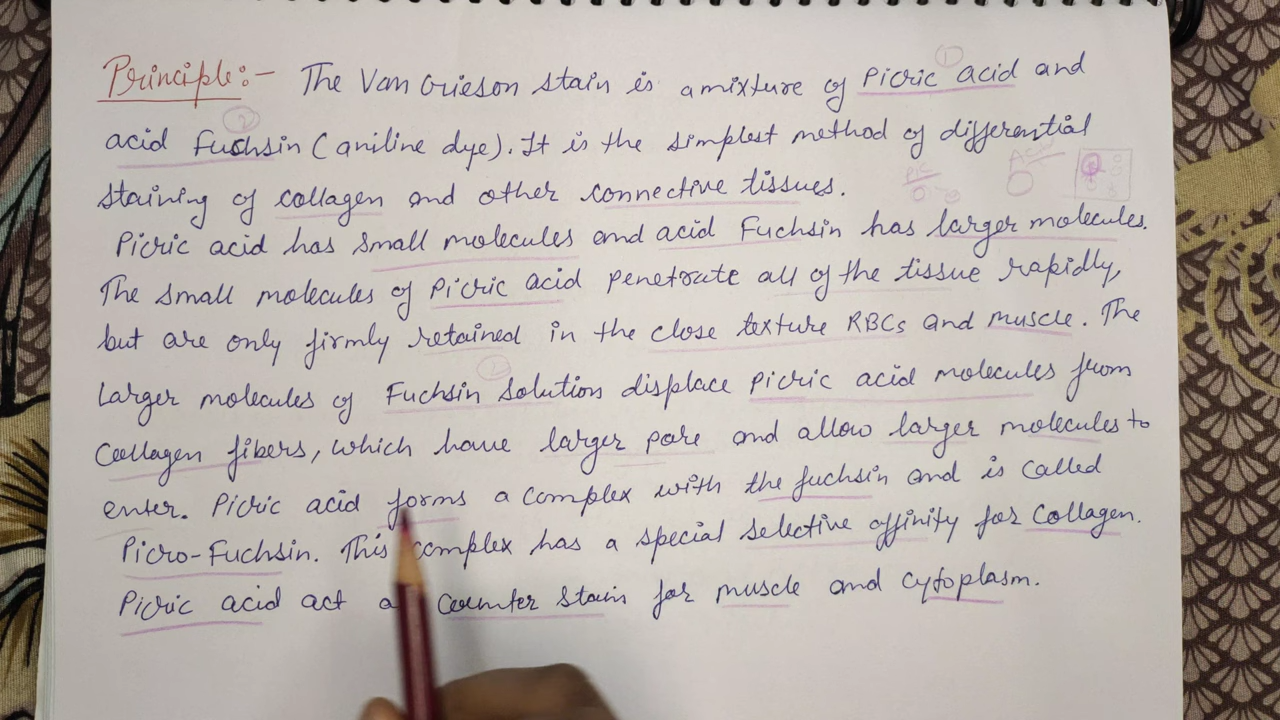 Principle:- The Van Grieson stain is a mixture of Picric acid and
acid Fuchsin (aniline dye). It is the simplest method of differential
staining of collagen and other connective tissues.
Picric acid has small molecules and acid Fuchsin has larger molecules.
The small molecules of Picric acid penetrate all of the tissue rapidly,
but are only firmly retained in the close texture RBCs and muscle. The
larger molecules of Fuchsin solution displace picric acid molecules from
collagen fibers, which have larger pore and allow larger molecules to
enter. Picric acid forms a complex with the fuchsin and is called
Picro-Fuchsin. This complex has a special selective affinity for collagen.
Picric acid act a counter stain for muscle and cytoplasm.